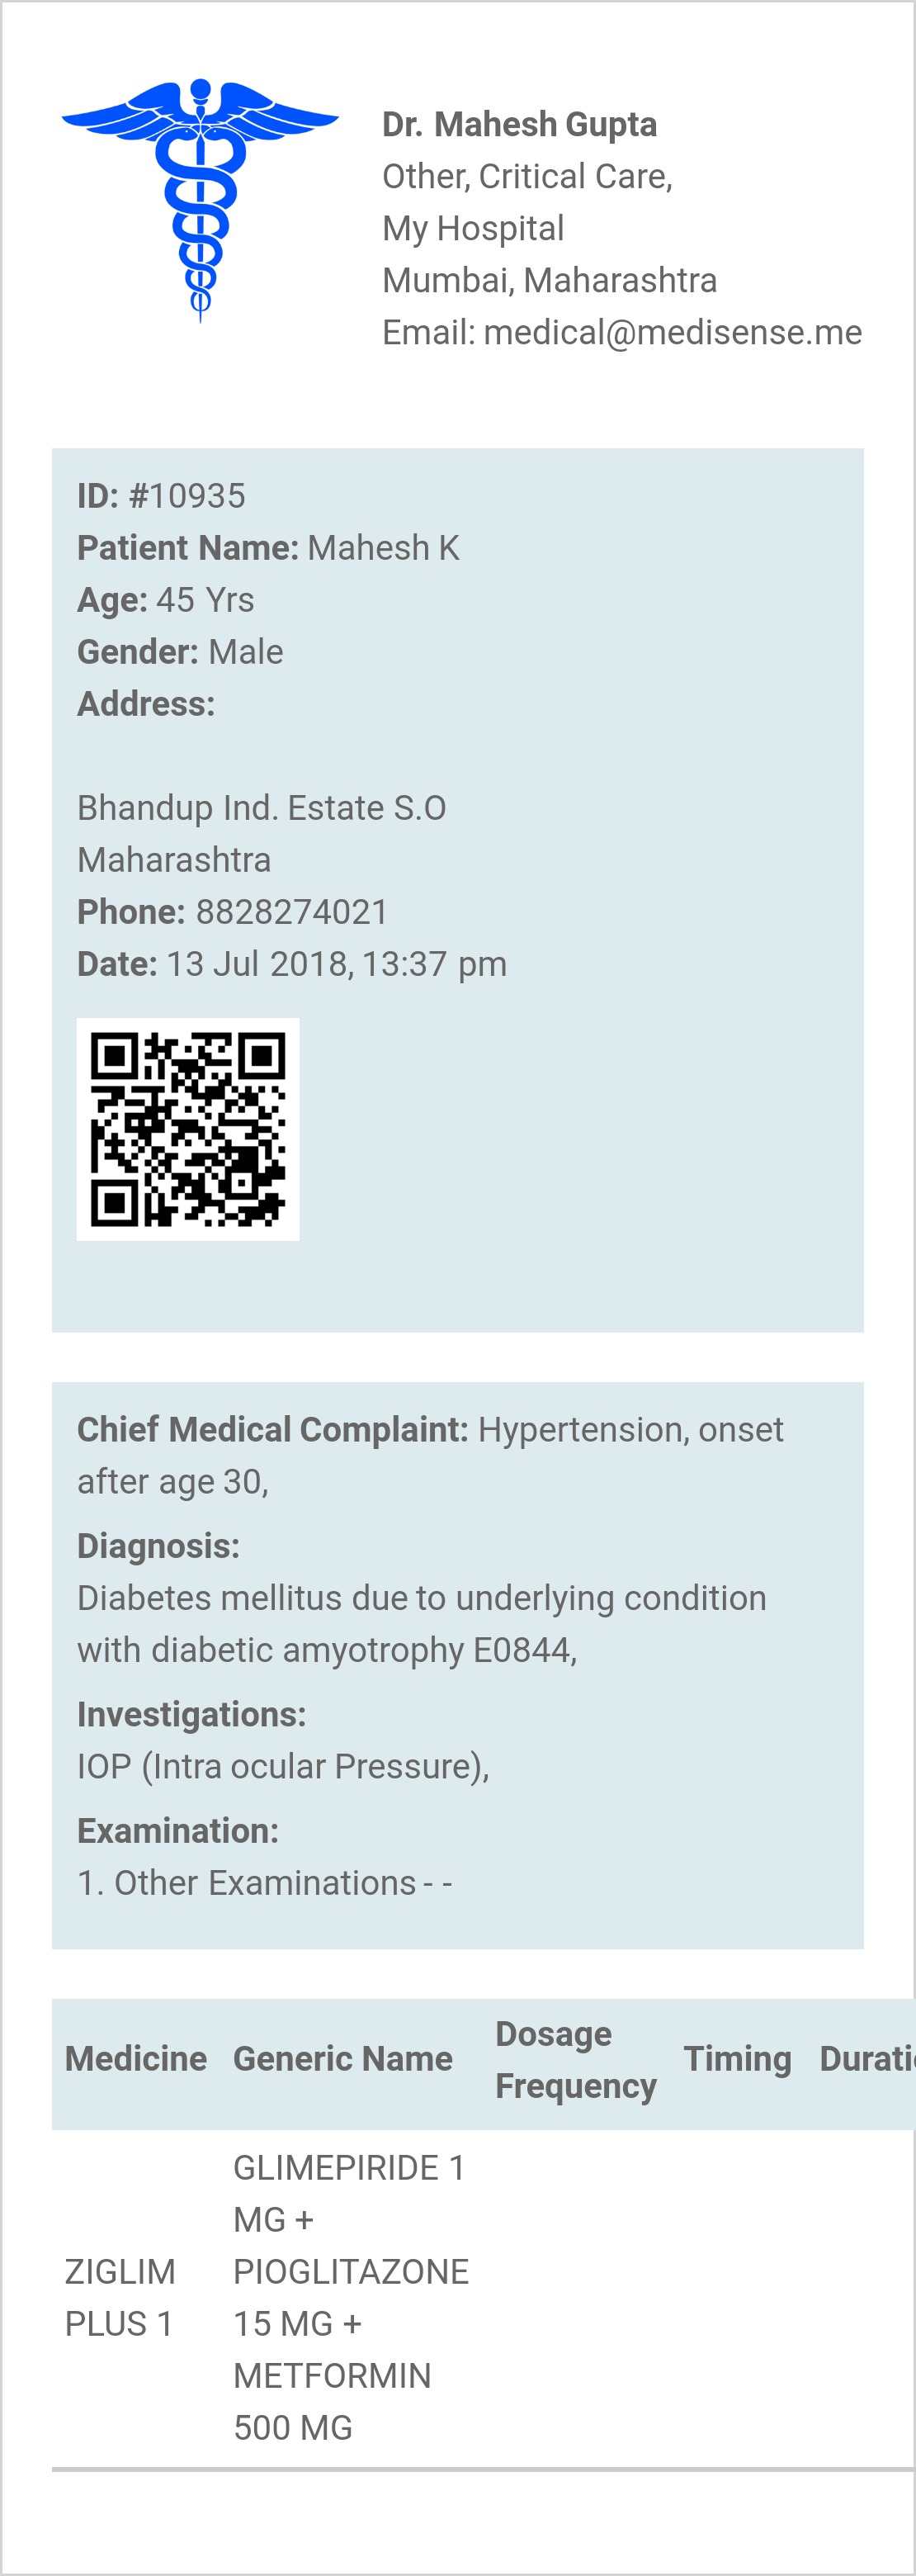 Dr. Mahesh Gupta
Other, Critical Care,
My Hospital
Mumbai, Maharashtra
Email: medical@medisense.me
ID: #10935
Patient Name: Mahesh K
Age: 45 Yrs
Gender: Male
Address:
Bhandup Ind. Estate S.O
Maharashtra
Phone: 8828274021
Date: 13 Jul 2018, 13:37 pm
Chief Medical Complaint: Hypertension, onset
after age 30,
Diagnosis:
Diabetes mellitus due to underlying condition
with diabetic amyotrophy E0844,
Investigations:
IOP (Intra ocular Pressure),
Examination:
1. Other Examinations - -
Medicine Generic Name Dosage Frequency Timing
GLIMEPIRIDE 1
MG +
ZIGLIM PIOGLITAZONE
PLUS 1 15 MG +
METFORMIN
500 MG